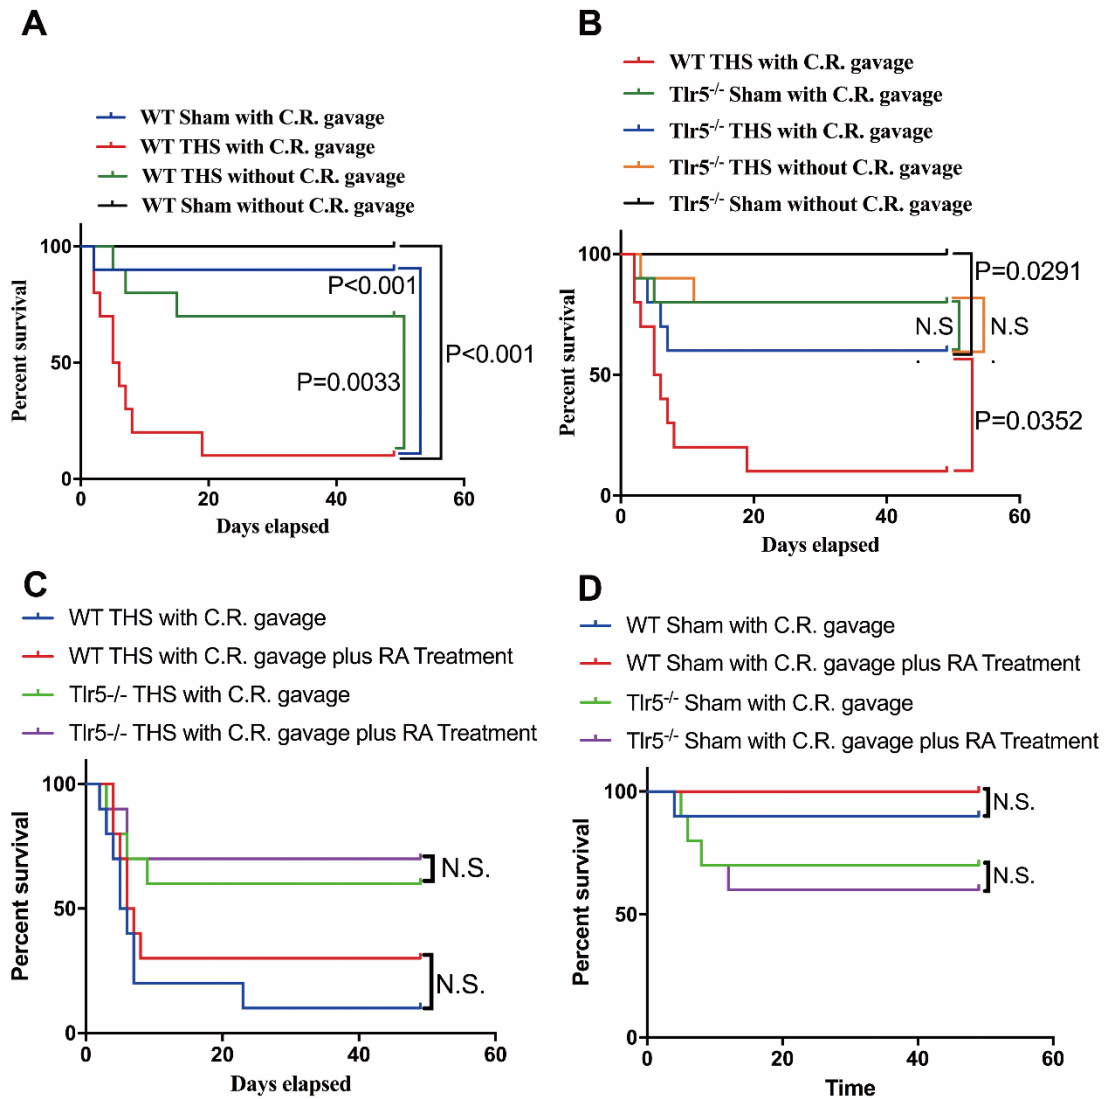 A
WT Sham with C.R. gavage
WT THS with C.R. gavage
WT THS without C.R. gavage
WT Sham without C.R. gavage
100
50
0
Percent survival
0 20 40 60
Days elapsed
P<0.001
P<0.001
P=0.0033
B
WT THS with C.R. gavage
Tlr5-/- Sham with C.R. gavage
Tlr5-/- THS with C.R. gavage
Tlr5-/- THS without C.R. gavage
Tlr5-/- Sham without C.R. gavage
100
50
0
Percent survival
0 20 40 60
Days elapsed
P=0.0291
N.S N.S
P=0.0352
C
WT THS with C.R. gavage
WT THS with C.R. gavage plus RA Treatment
Tlr5-/- THS with C.R. gavage
Tlr5-/- THS with C.R. gavage plus RA Treatment
100
50
0
Percent survival
0 20 40 60
Days elapsed
N.S.
N.S.
D
WT Sham with C.R. gavage
WT Sham with C.R. gavage plus RA Treatment
Tlr5-/- Sham with C.R. gavage
Tlr5-/- Sham with C.R. gavage plus RA Treatment
100
50
0
Percent survival
0 20 40 60
Time
N.S.
N.S.